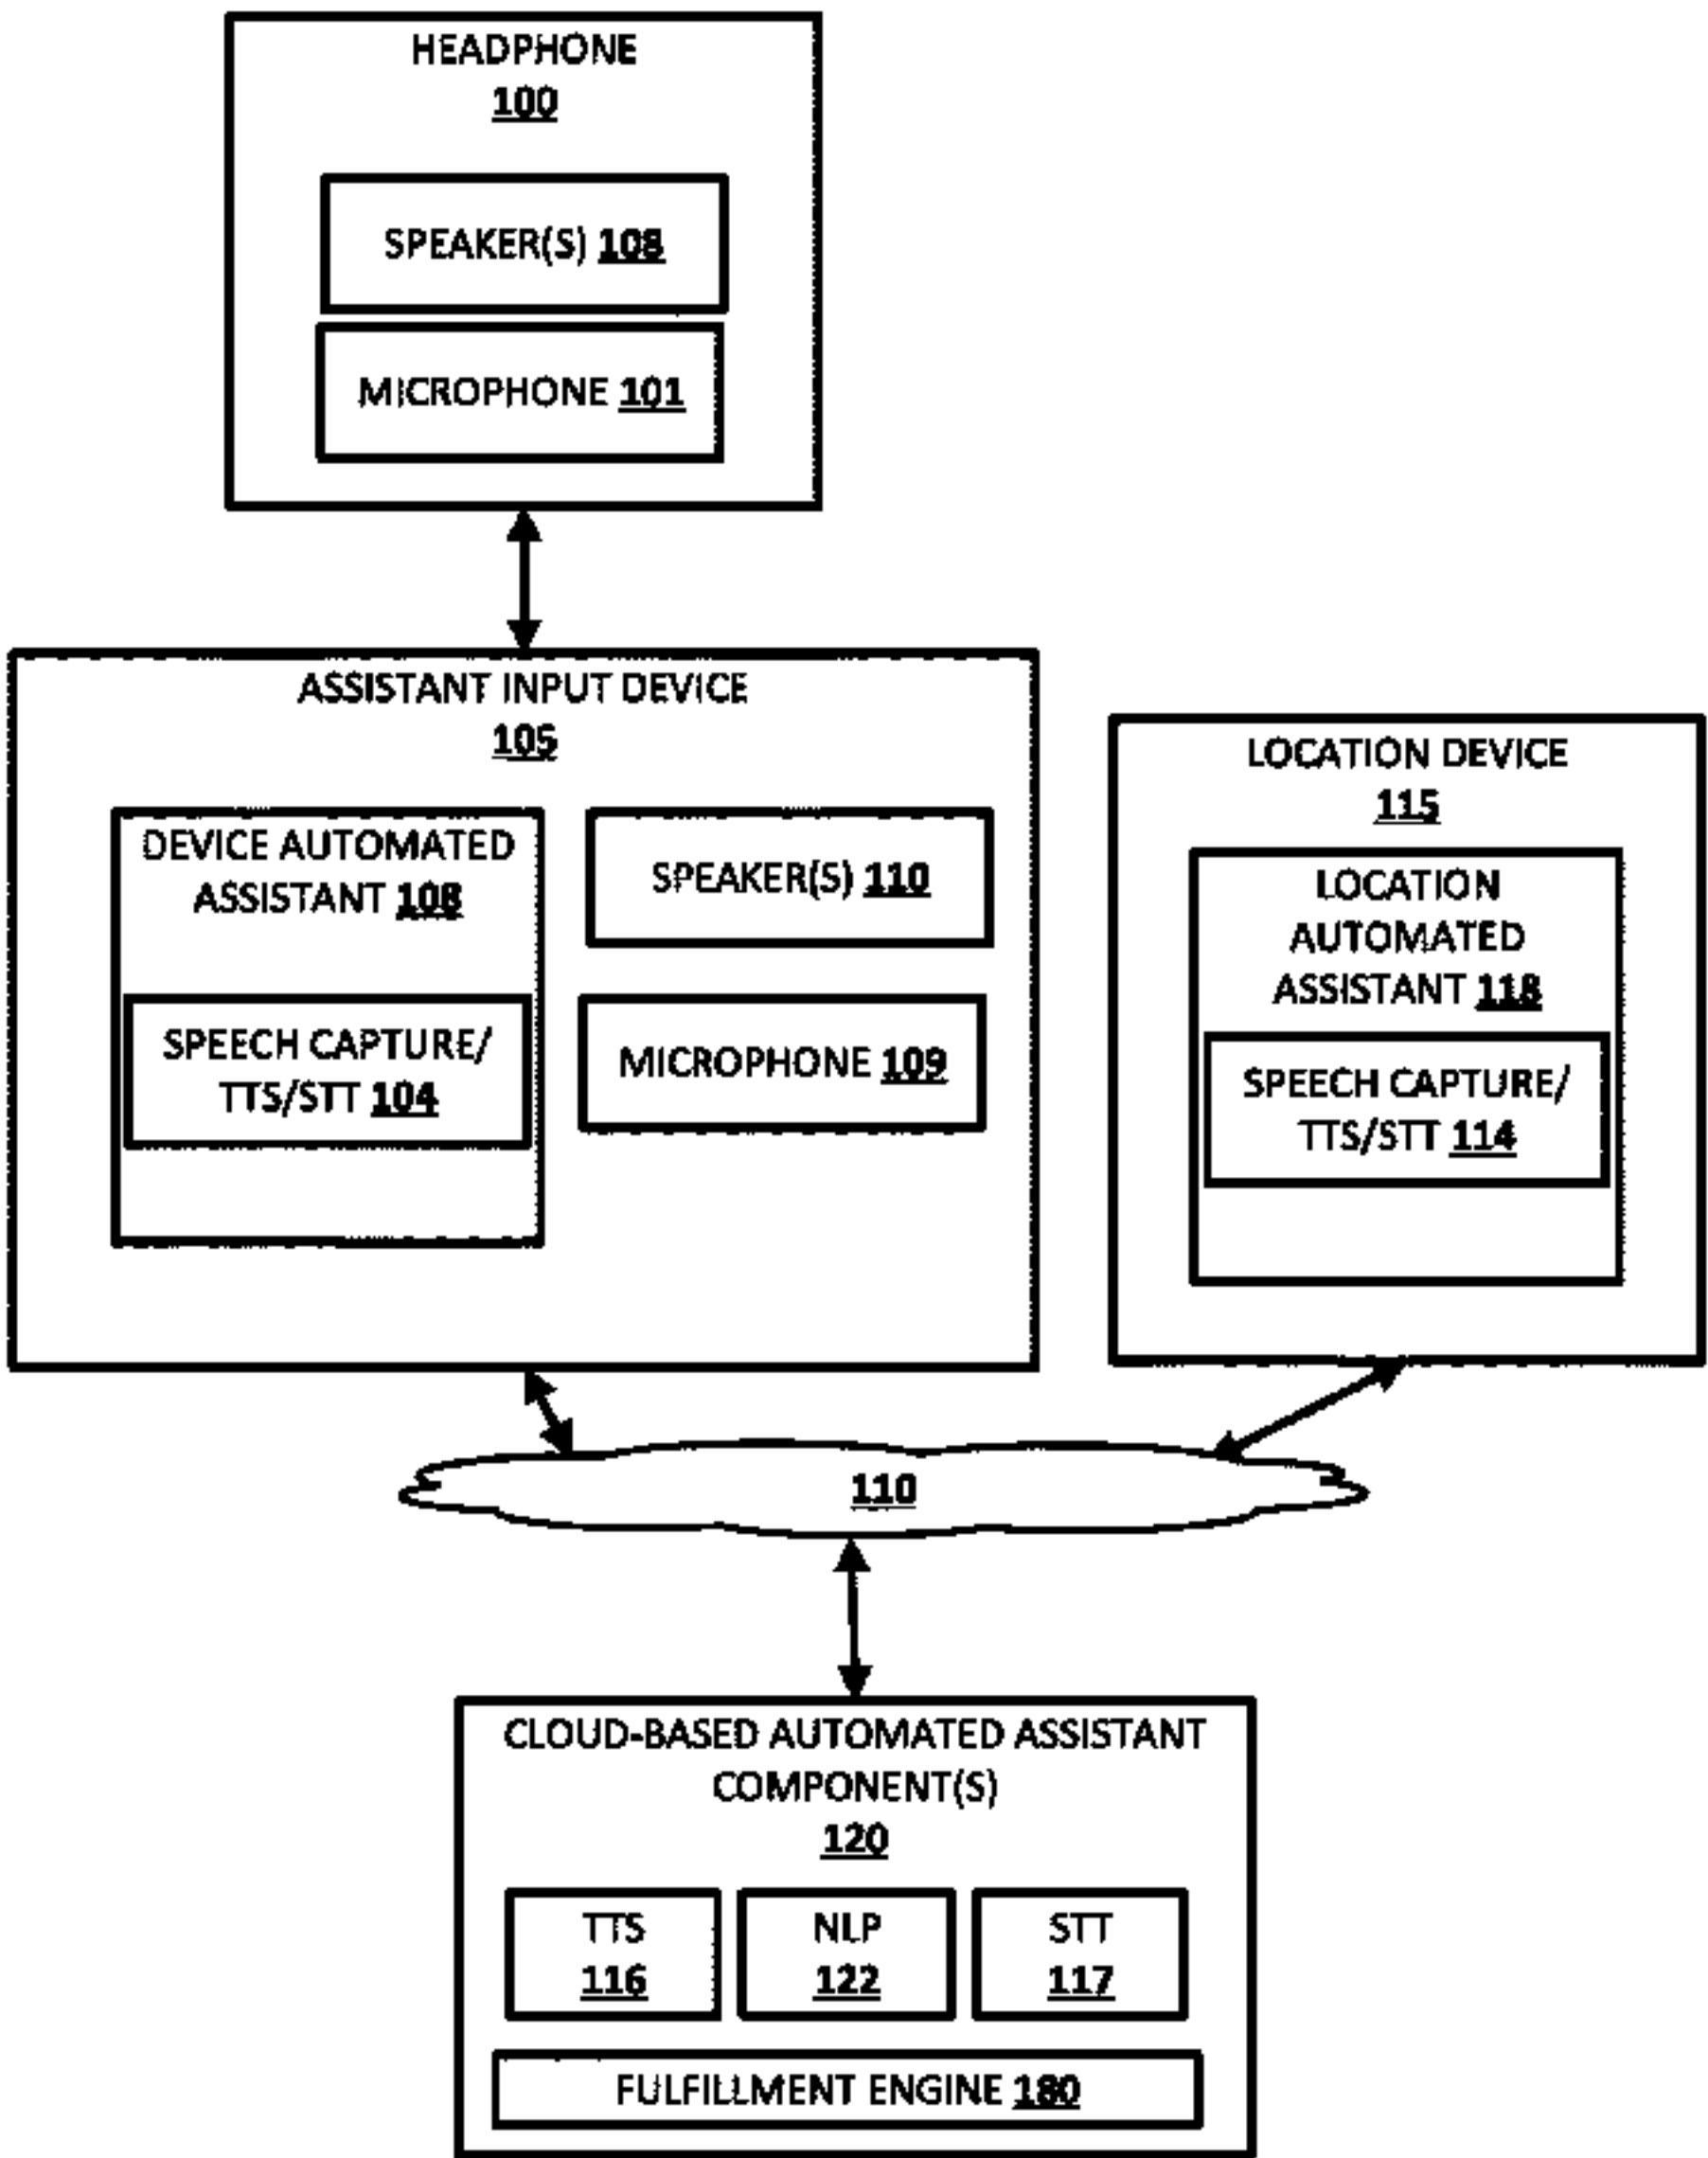 HEADPHONE
100
SPEAKER(S) 108
MICROPHONE 101
ASSISTANT INPUT DEVICE
105
DEVICE AUTOMATED
ASSISTANT 108
SPEECH CAPTURE/
TTS/STT 104
SPEAKER(S) 110
MICROPHONE 109
LOCATION DEVICE
115
LOCATION
AUTOMATED
ASSISTANT 118
SPEECH CAPTURE/
TTS/STT 114
110
CLOUD-BASED AUTOMATED ASSISTANT
COMPONENT(S)
120
TTS
116
NLP
122
STT
117
FULFILLMENT ENGINE 180